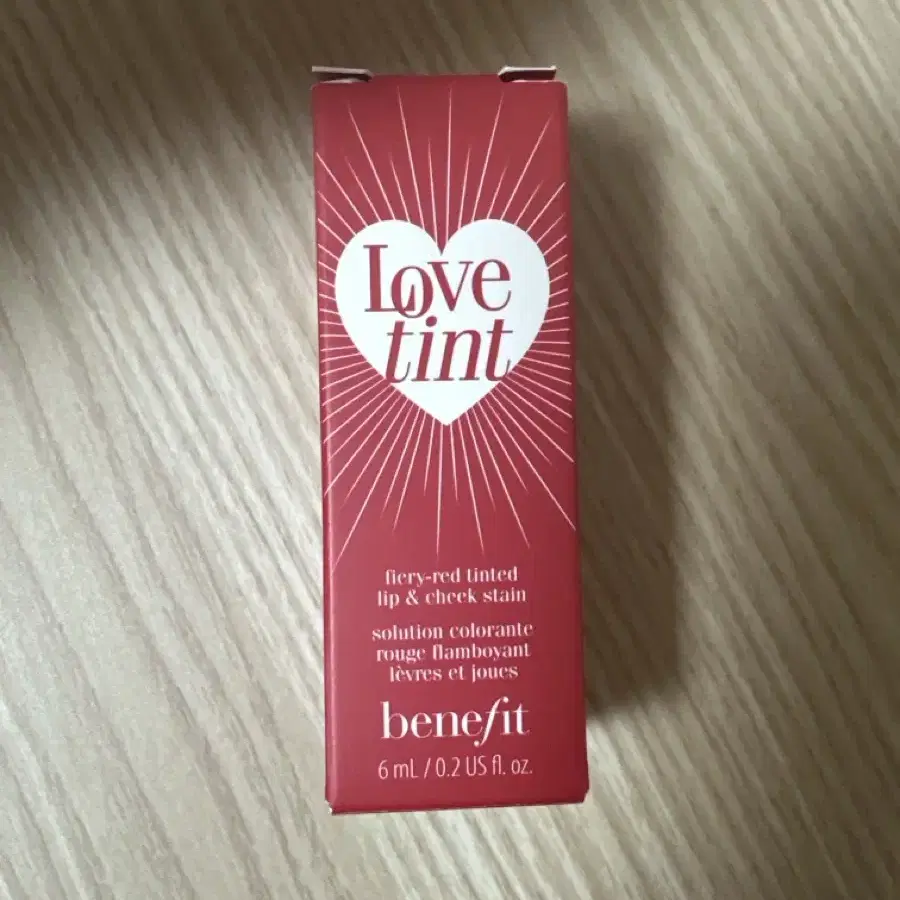 Love
tint
fiery-red tinted
lip & cheek stain
solution colorante
rouge flamboyant
lèvres et joues
benefit
6 mL / 0.2 US fl. oz.